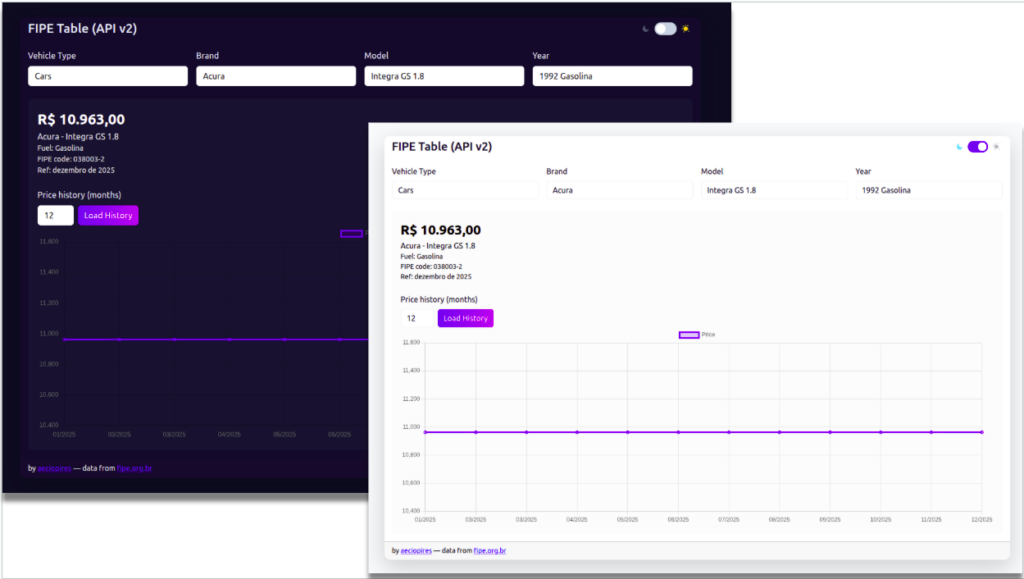 FIPE Table (API v2)
Vehicle Type Brand Model Year
Cars Acura Integra GS 1.8 1992 Gasolina
R$ 10.963,00
Acura - Integra GS 1.8
Fuel: Gasolina
FIPE code: 038003-2
Ref: dezembro de 2025
Price history (months)
12 Load History
11,600
11,400
11,200
11,000
10,800
10,600
10,400
01/2025 02/2025 03/2025 04/2025 05/2025 06/2025
by aeciopires — data from fipe.org.br
FIPE Table (API v2)
Vehicle Type Brand Model Year
Cars Acura Integra GS 1.8 1992 Gasolina
R$ 10.963,00
Acura - Integra GS 1.8
Fuel: Gasolina
FIPE code: 038003-2
Ref: dezembro de 2025
Price history (months)
12 Load History
Price
11,600
11,400
11,200
11,000
10,800
10,600
10,400
01/2025 02/2025 03/2025 04/2025 05/2025 06/2025 07/2025 08/2025 09/2025 10/2025 11/2025 12/2025
by aeciopires — data from fipe.org.br